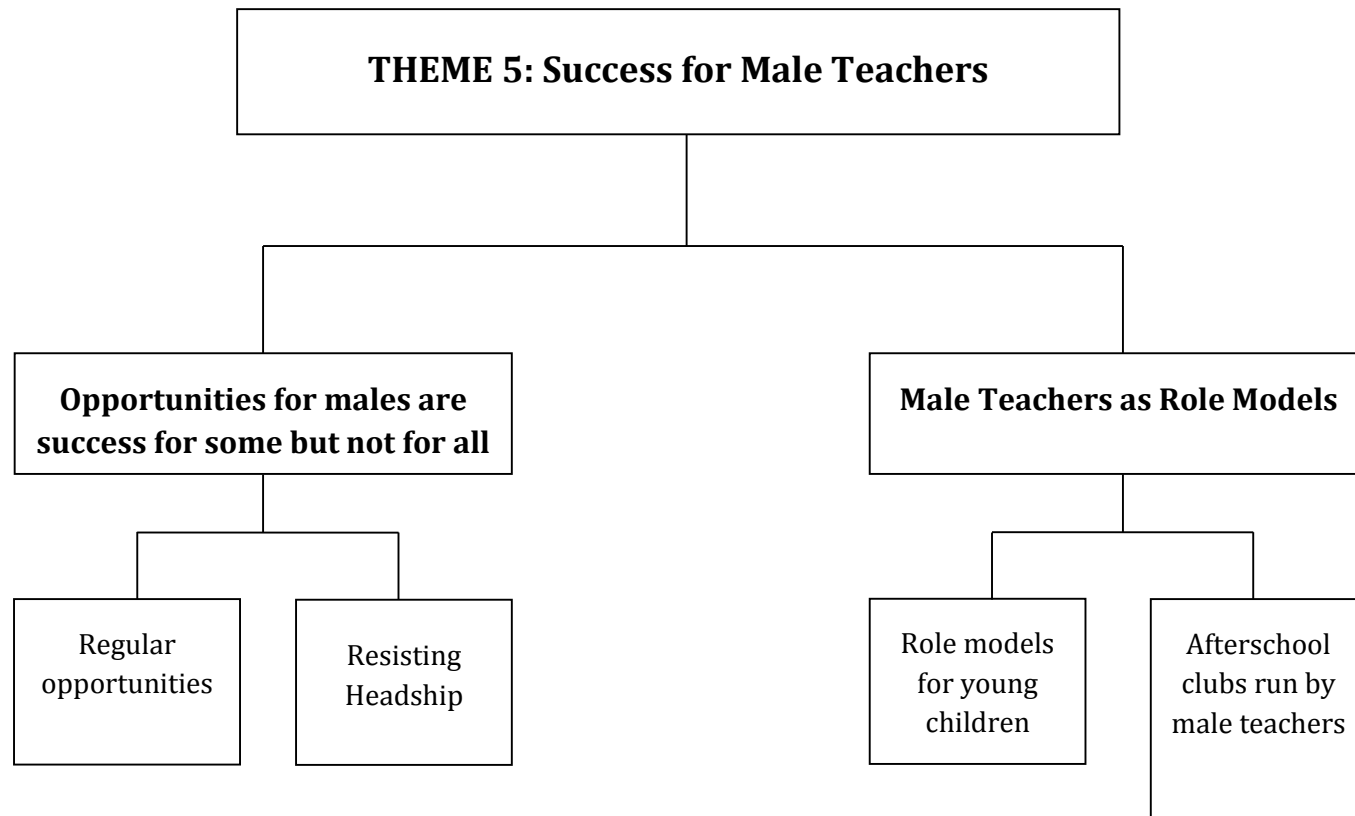 THEME 5: Success for Male Teachers
Opportunities for males are
success for some but not for all
Male Teachers as Role Models
Regular
opportunities
Resisting
Headship
Role models
for young
children
Afterschool
clubs run by
male teachers